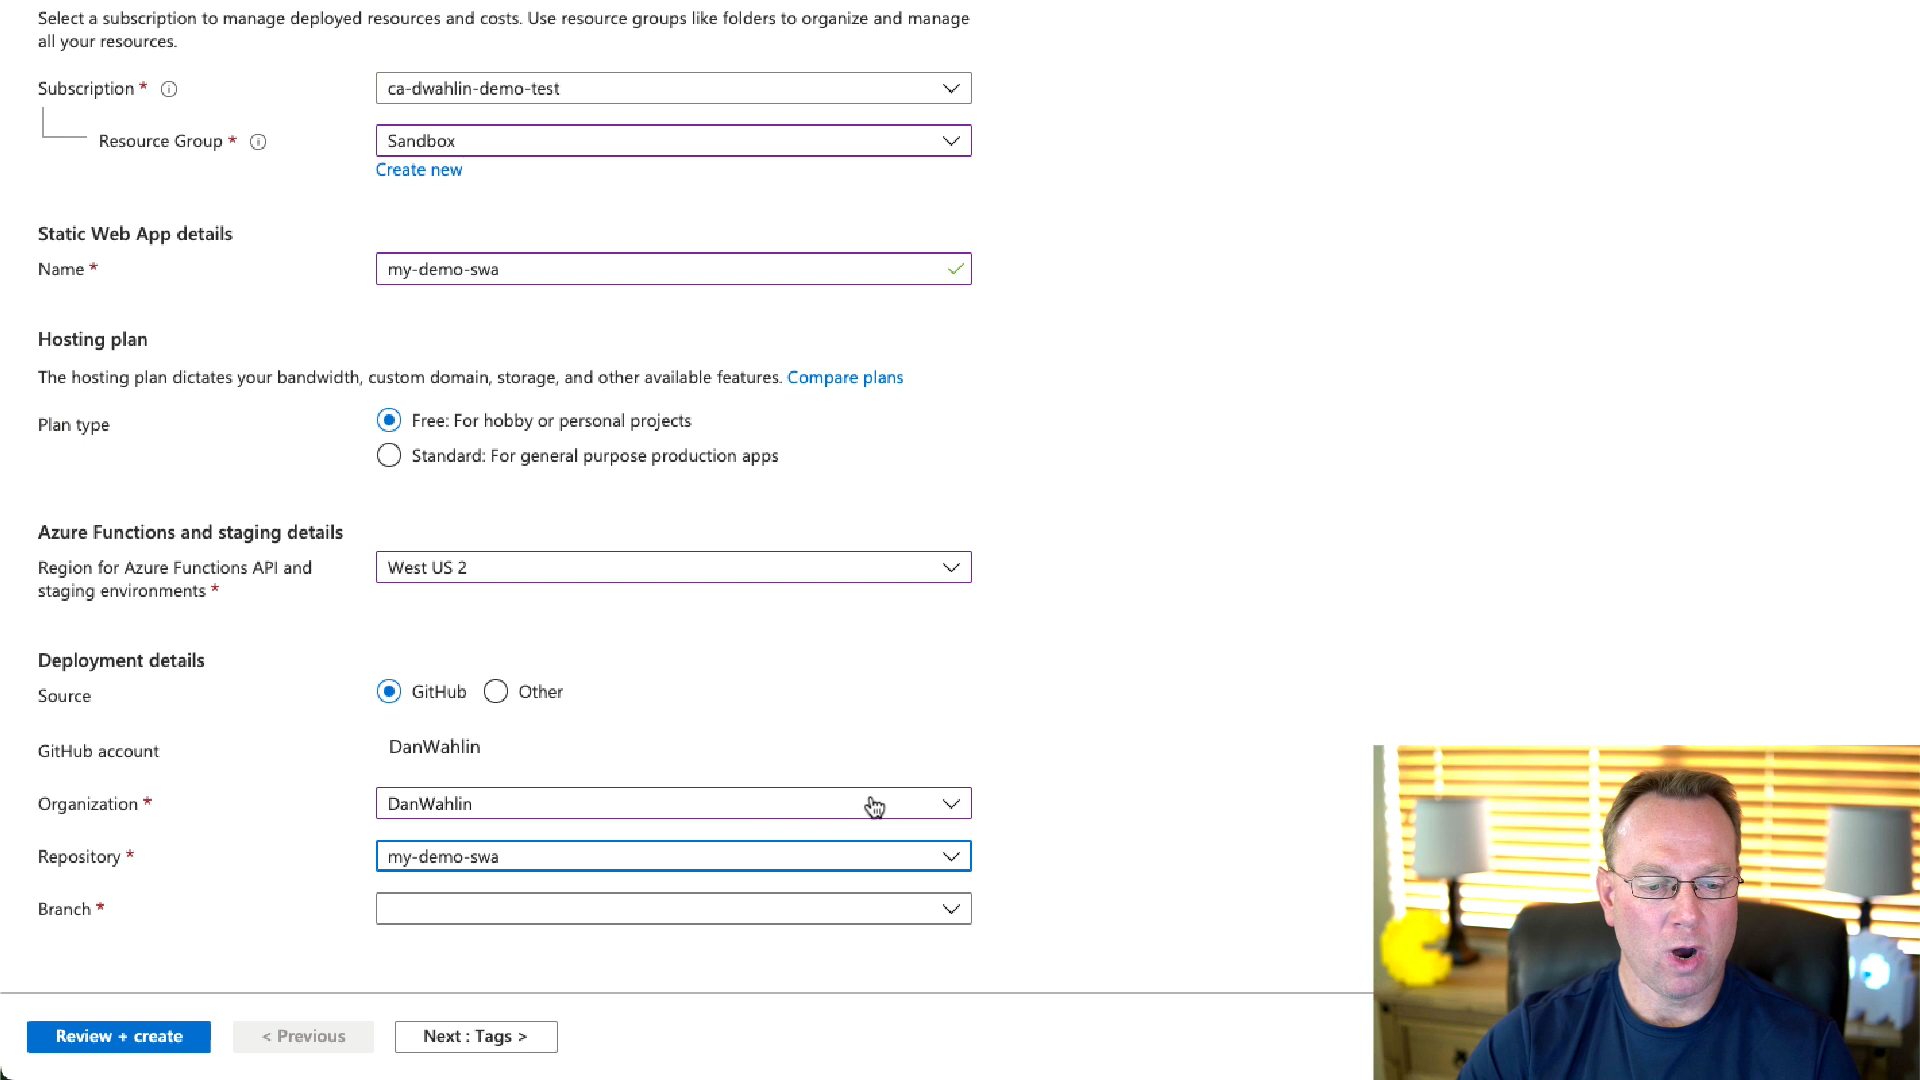 Select a subscription to manage deployed resources and costs. Use resource groups like folders to organize and manage
all your resources.
Subscription *
ca-dwahlin-demo-test
Resource Group *
Sandbox
Create new
Static Web App details
Name *
my-demo-swa
Hosting plan
The hosting plan dictates your bandwidth, custom domain, storage, and other available features. Compare plans
Plan type
Free: For hobby or personal projects
Standard: For general purpose production apps
Azure Functions and staging details
Region for Azure Functions API and
staging environments *
West US 2
Deployment details
Source
GitHub
Other
GitHub account
DanWahlin
Organization *
DanWahlin
Repository *
my-demo-swa
Branch *
Review + create
< Previous
Next : Tags >